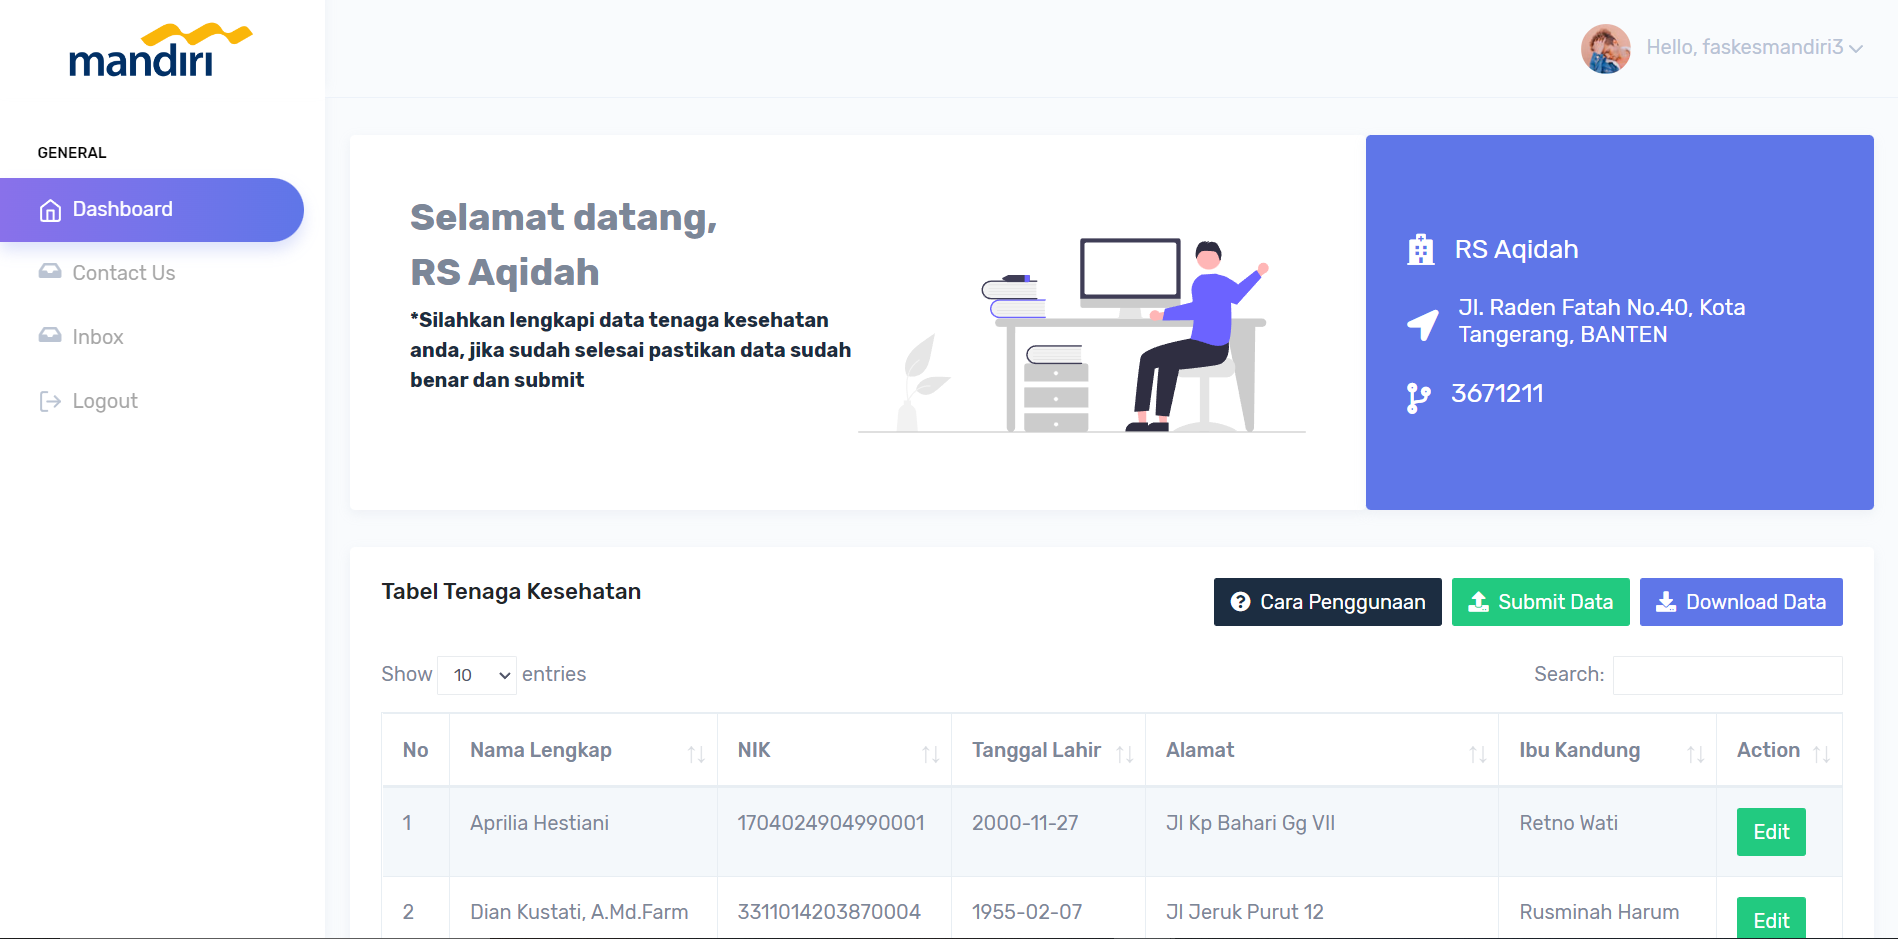 mandiri
Hello, faskesmandiri3
GENERAL
Dashboard
Contact Us
Inbox
Logout
Selamat datang,
RS Aqidah
*Silahkan lengkapi data tenaga kesehatan
anda, jika sudah selesai pastikan data sudah
benar dan submit
RS Aqidah
Jl. Raden Fatah No.40, Kota
Tangerang, BANTEN
3671211
Tabel Tenaga Kesehatan
Cara Penggunaan Submit Data Download Data
Show 10 entries Search:
No Nama Lengkap NIK Tanggal Lahir Alamat Ibu Kandung Action
1 Aprilia Hestiani 1704024904990001 2000-11-27 Jl Kp Bahari Gg VII Retno Wati Edit
2 Dian Kustati, A.Md.Farm 3311014203870004 1955-02-07 Jl Jeruk Purut 12 Rusminah Harum Edit